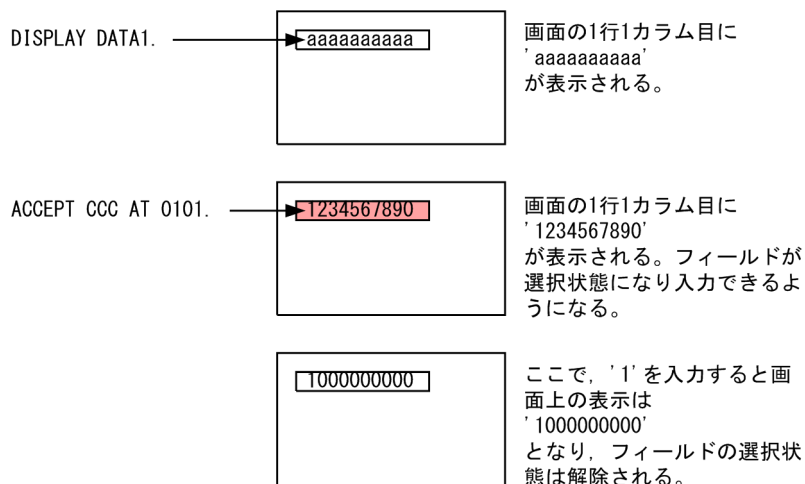 DISPLAY DATA1.
aaaaaaaaaa
画面の1行1カラム目に
'aaaaaaaaaa'
が表示される。
ACCEPT CCC AT 0101.
1234567890
画面の1行1カラム目に
'1234567890'
が表示される。フィールドが
選択状態になり入力できるよ
うになる。
1000000000
ここで,'1'を入力すると画
面上の表示は
'1000000000'
となり,フィールドの選択状
態は解除される。